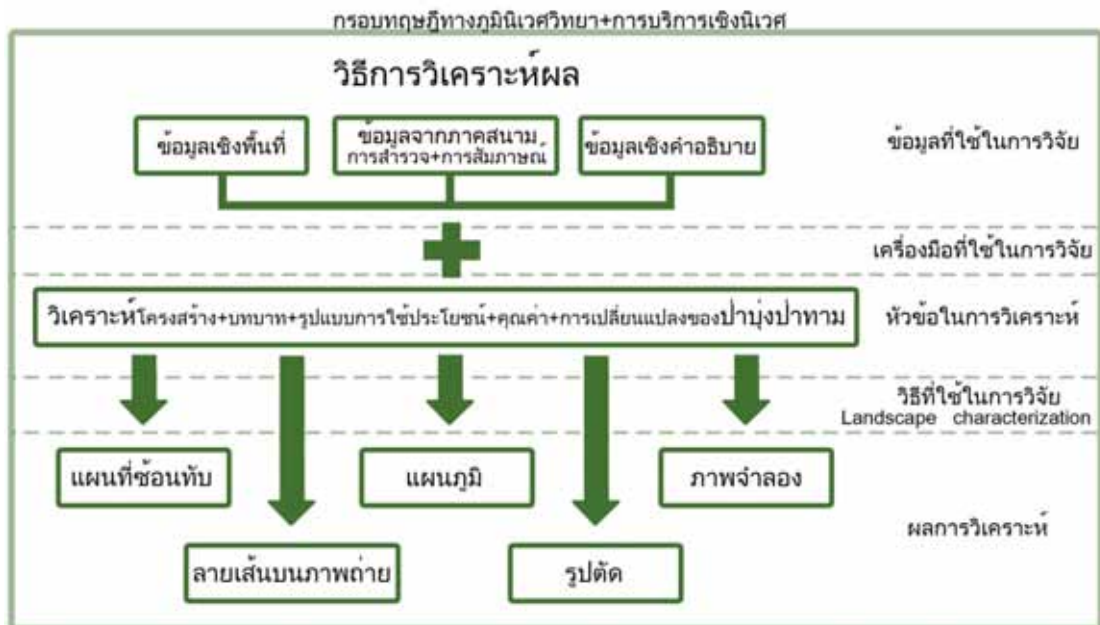 กรอบทฤษฎีทางภูมินิเวศวิทยา+การบริการเชิงนิเวศ
วิธีการวิเคราะห์ผล
ข้อมูลเชิงพื้นที่
ข้อมูลจากภาคสนาม
การสำรวจ+การสัมภาษณ์
ข้อมูลเชิงคำอธิบาย
ข้อมูลที่ใช้ในการวิจัย
เครื่องมือที่ใช้ในการวิจัย
วิเคราะห์โครงสร้าง+บทบาท+รูปแบบการใช้ประโยชน์+คุณค่า+การเปลี่ยนแปลงของป่าบุ่งป่าทาม
หัวข้อในการวิเคราะห์
วิธีที่ใช้ในการวิจัย
Landscape characterization
แผนที่ซ้อนทับ
แผนภูมิ
ภาพจำลอง
ผลการวิเคราะห์
ลายเส้นบนภาพถ่าย
รูปตัด